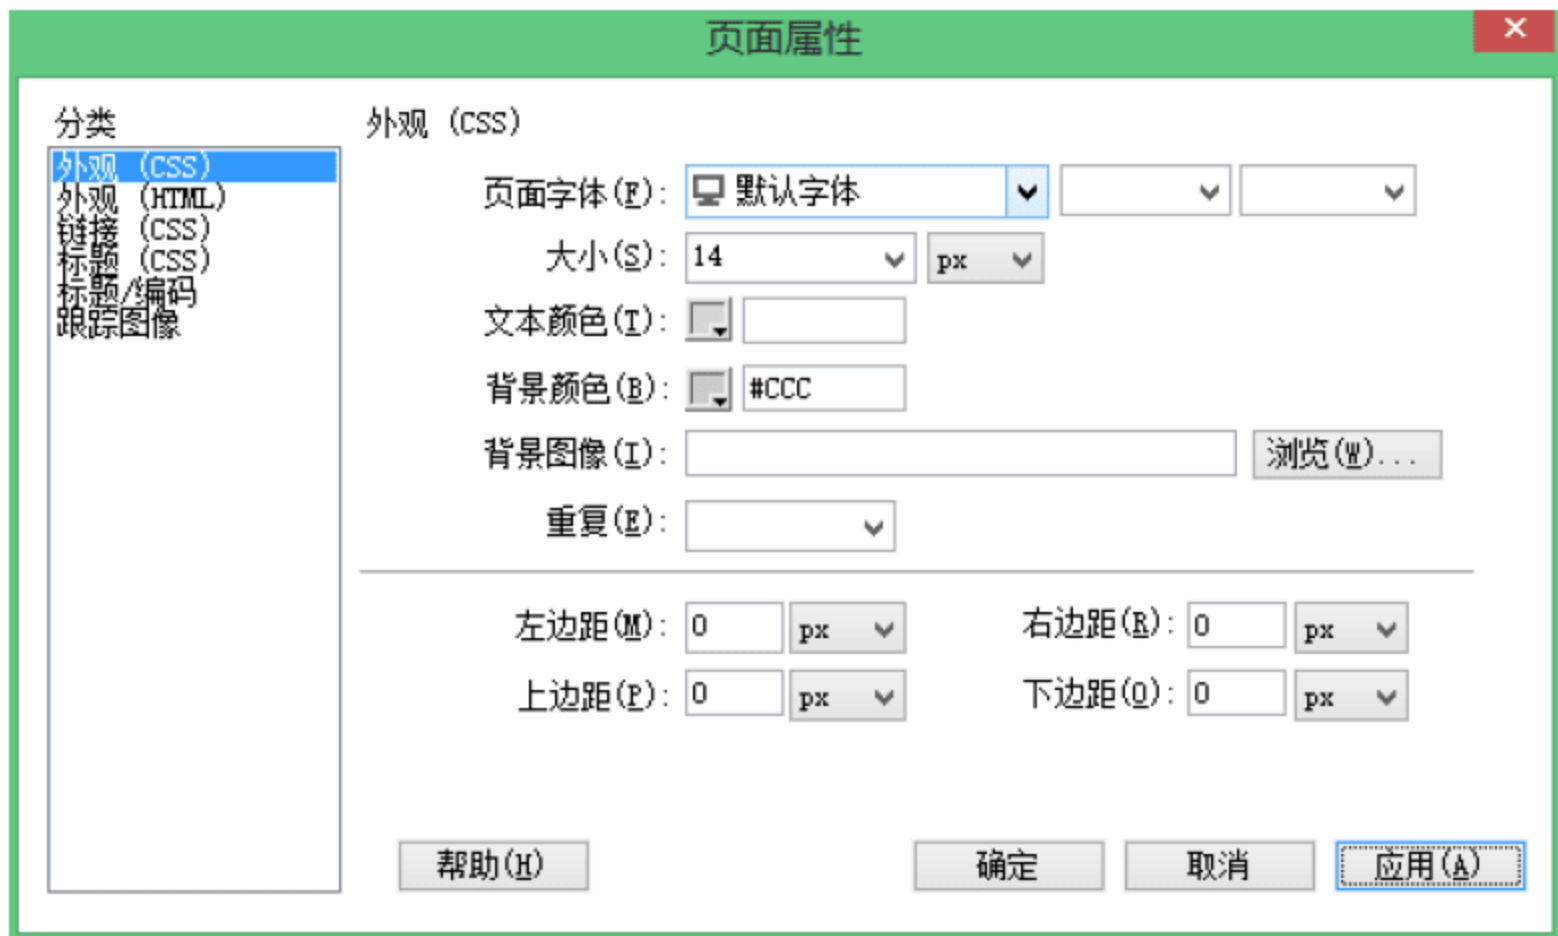 页面属性
分类
外观 (CSS)
外观 (HTML)
链接 (CSS)
标题 (CSS)
标题/编码
跟踪图像
外观 (CSS)
页面字体(F): 默认字体
大小(S): 14 px
文本颜色(T):
背景颜色(B): #CCC
背景图像(I): 浏览(W)...
重复(E):
左边距(M): 0 px 右边距(R): 0 px
上边距(P): 0 px 下边距(O): 0 px
帮助(H) 确定 取消 应用(A)